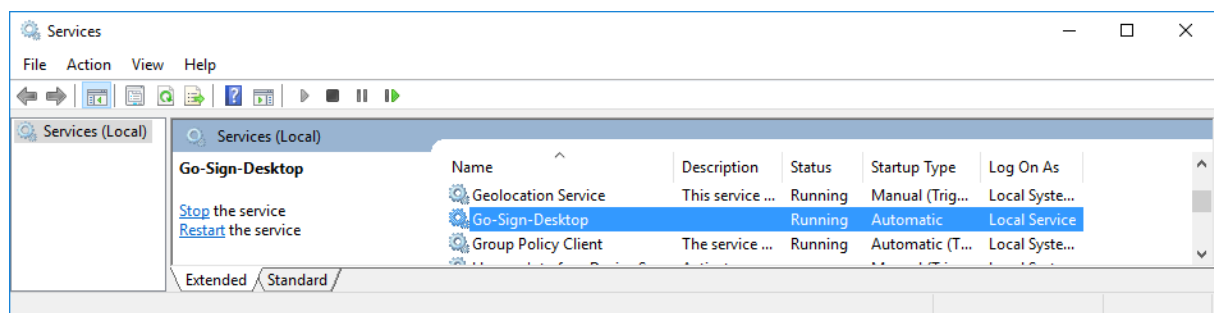 Services
File Action View Help
Services (Local)
Services (Local)
Go-Sign-Desktop
Stop the service
Restart the service
Name Description Status Startup Type Log On As
Geolocation Service This service ... Running Manual (Trig... Local Syste...
Go-Sign-Desktop Running Automatic Local Service
Group Policy Client The service ... Running Automatic (T... Local Syste...
Extended Standard